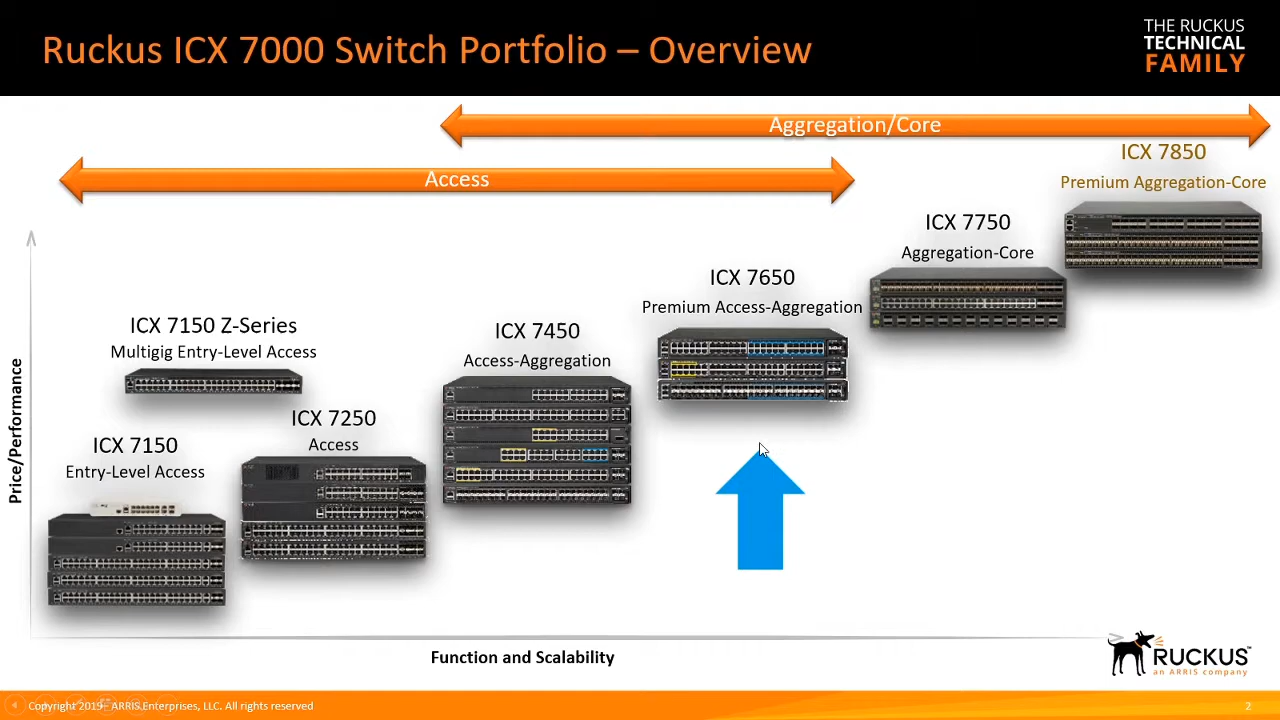 Ruckus ICX 7000 Switch Portfolio – Overview
THE RUCKUS
TECHNICAL
FAMILY
Aggregation/Core
Access
ICX 7850
Premium Aggregation-Core
ICX 7750
Aggregation-Core
ICX 7650
Premium Access-Aggregation
ICX 7450
Access-Aggregation
ICX 7150 Z-Series
Multigig Entry-Level Access
ICX 7250
Access
ICX 7150
Entry-Level Access
Price/Performance
Function and Scalability
RUCKUS™
an ARRIS company
Copyright 2019 – ARRIS Enterprises, LLC. All rights reserved
2